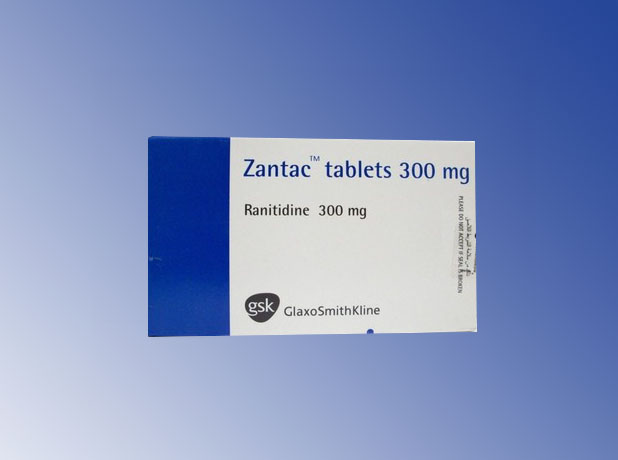 Zantac™ tablets 300 mg
Ranitidine 300 mg
PLEASE DO NOT ACCEPT IF SEAL IS BROKEN
gsk GlaxoSmithKline